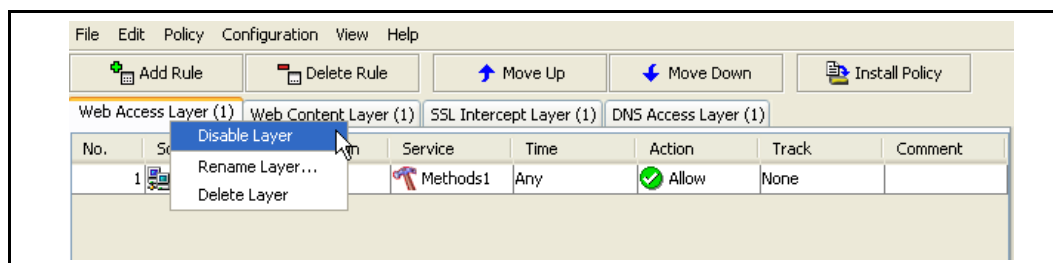 File Edit Policy Configuration View Help
Add Rule Delete Rule Move Up Move Down Install Policy
Web Access Layer (1) Web Content Layer (1) SSL Intercept Layer (1) DNS Access Layer (1)
Disable Layer
No. Service Time Action Track Comment
Rename Layer...
1 Methods1 Any Allow None
Delete Layer